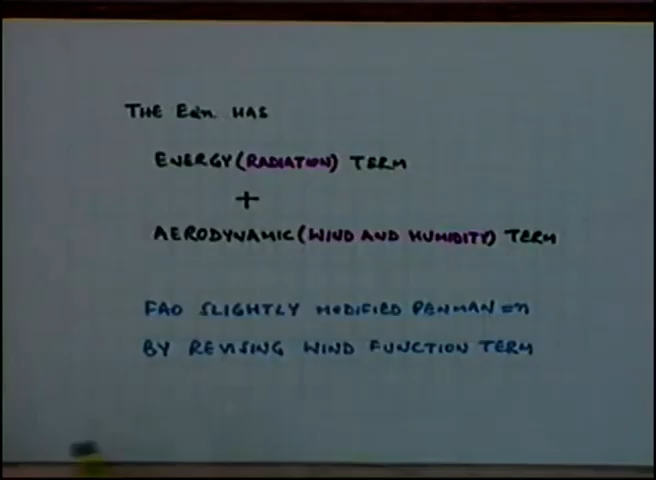 THE Eqn. HAS
ENERGY (RADIATION) TERM
+
AERODYNAMIC (WIND AND HUMIDITY) TERM
FAO SLIGHTLY MODIFIED PENMAN =n
BY REVISING WIND FUNCTION TERM